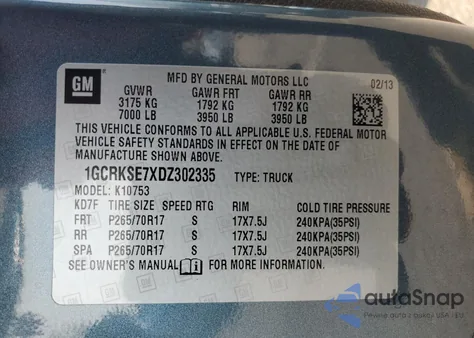 GM
MFD BY GENERAL MOTORS LLC
02/13
GVWR GAWR FRT GAWR RR
3175 KG 1792 KG 1792 KG
7000 LB 3950 LB 3950 LB
THIS VEHICLE CONFORMS TO ALL APPLICABLE U.S. FEDERAL MOTOR
VEHICLE SAFETY STANDARDS IN EFFECT ON THE DATE OF
MANUFACTURE SHOWN ABOVE.
1GCRKSE7XDZ302335 TYPE: TRUCK
MODEL: K10753
KD7F TIRE SIZE SPEED RTG RIM COLD TIRE PRESSURE
FRT P265/70R17 S 17X7.5J 240KPA(35PSI)
RR P265/70R17 S 17X7.5J 240KPA(35PSI)
SPA P265/70R17 S 17X7.5J 240KPA(35PSI)
SEE OWNER'S MANUAL FOR MORE INFORMATION.
autaSnap